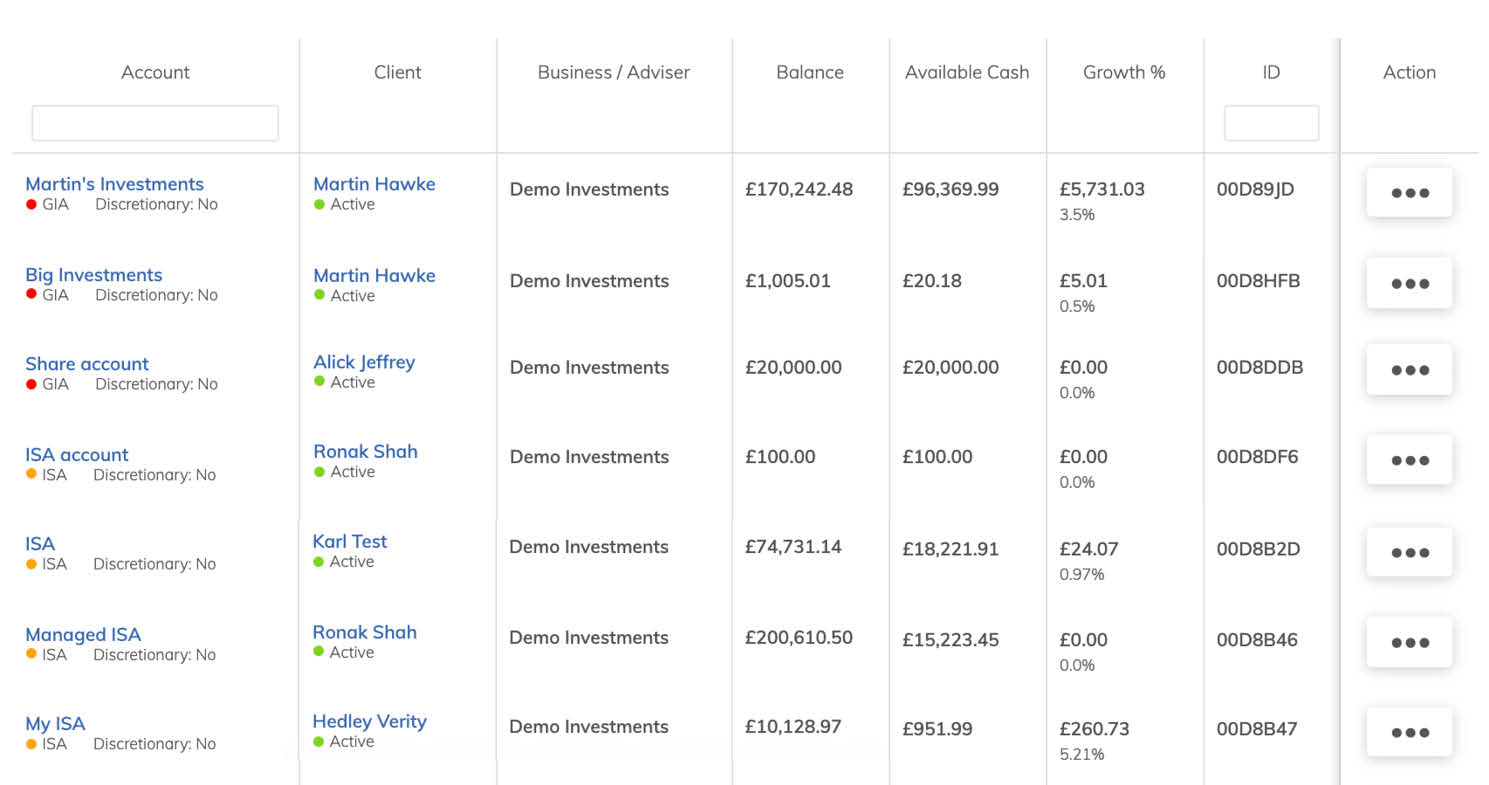 Account Client Business / Adviser Balance Available Cash Growth % ID Action
Martin's Investments Martin Hawke Demo Investments £170,242.48 £96,369.99 £5,731.03 00D89JD
GIA Discretionary: No Active 3.5%
Big Investments Martin Hawke Demo Investments £1,005.01 £20.18 £5.01 00D8HFB
GIA Discretionary: No Active 0.5%
Share account Alick Jeffrey Demo Investments £20,000.00 £20,000.00 £0.00 00D8DDB
GIA Discretionary: No Active 0.0%
ISA account Ronak Shah Demo Investments £100.00 £100.00 £0.00 00D8DF6
ISA Discretionary: No Active 0.0%
ISA Karl Test Demo Investments £74,731.14 £18,221.91 £24.07 00D8B2D
ISA Discretionary: No Active 0.97%
Managed ISA Ronak Shah Demo Investments £200,610.50 £15,223.45 £0.00 00D8B46
ISA Discretionary: No Active 0.0%
My ISA Hedley Verity Demo Investments £10,128.97 £951.99 £260.73 00D8B47
ISA Discretionary: No Active 5.21%